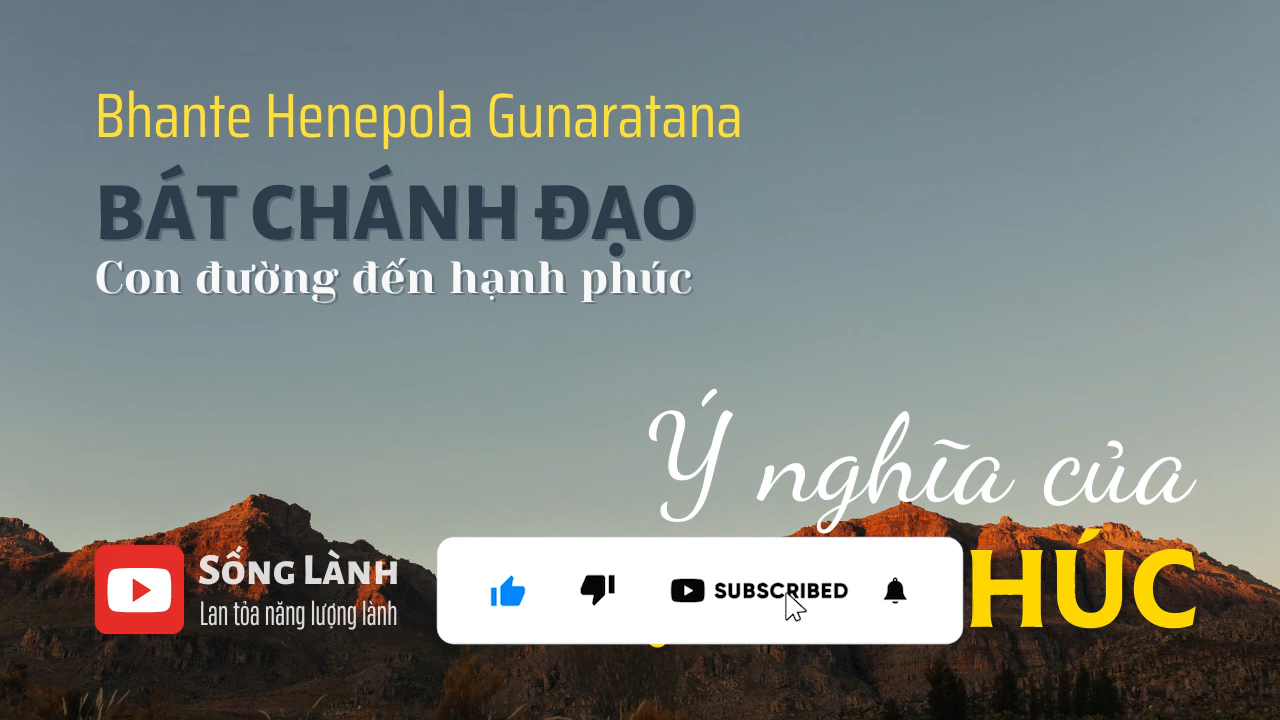 Bhante Henepola Gunaratana
BÁT CHÁNH ĐẠO
Con đường đến hạnh phúc
Ý nghĩa của
HÚC
SỐNG LÀNH
Lan tỏa năng lượng lành
SUBSCRIBED